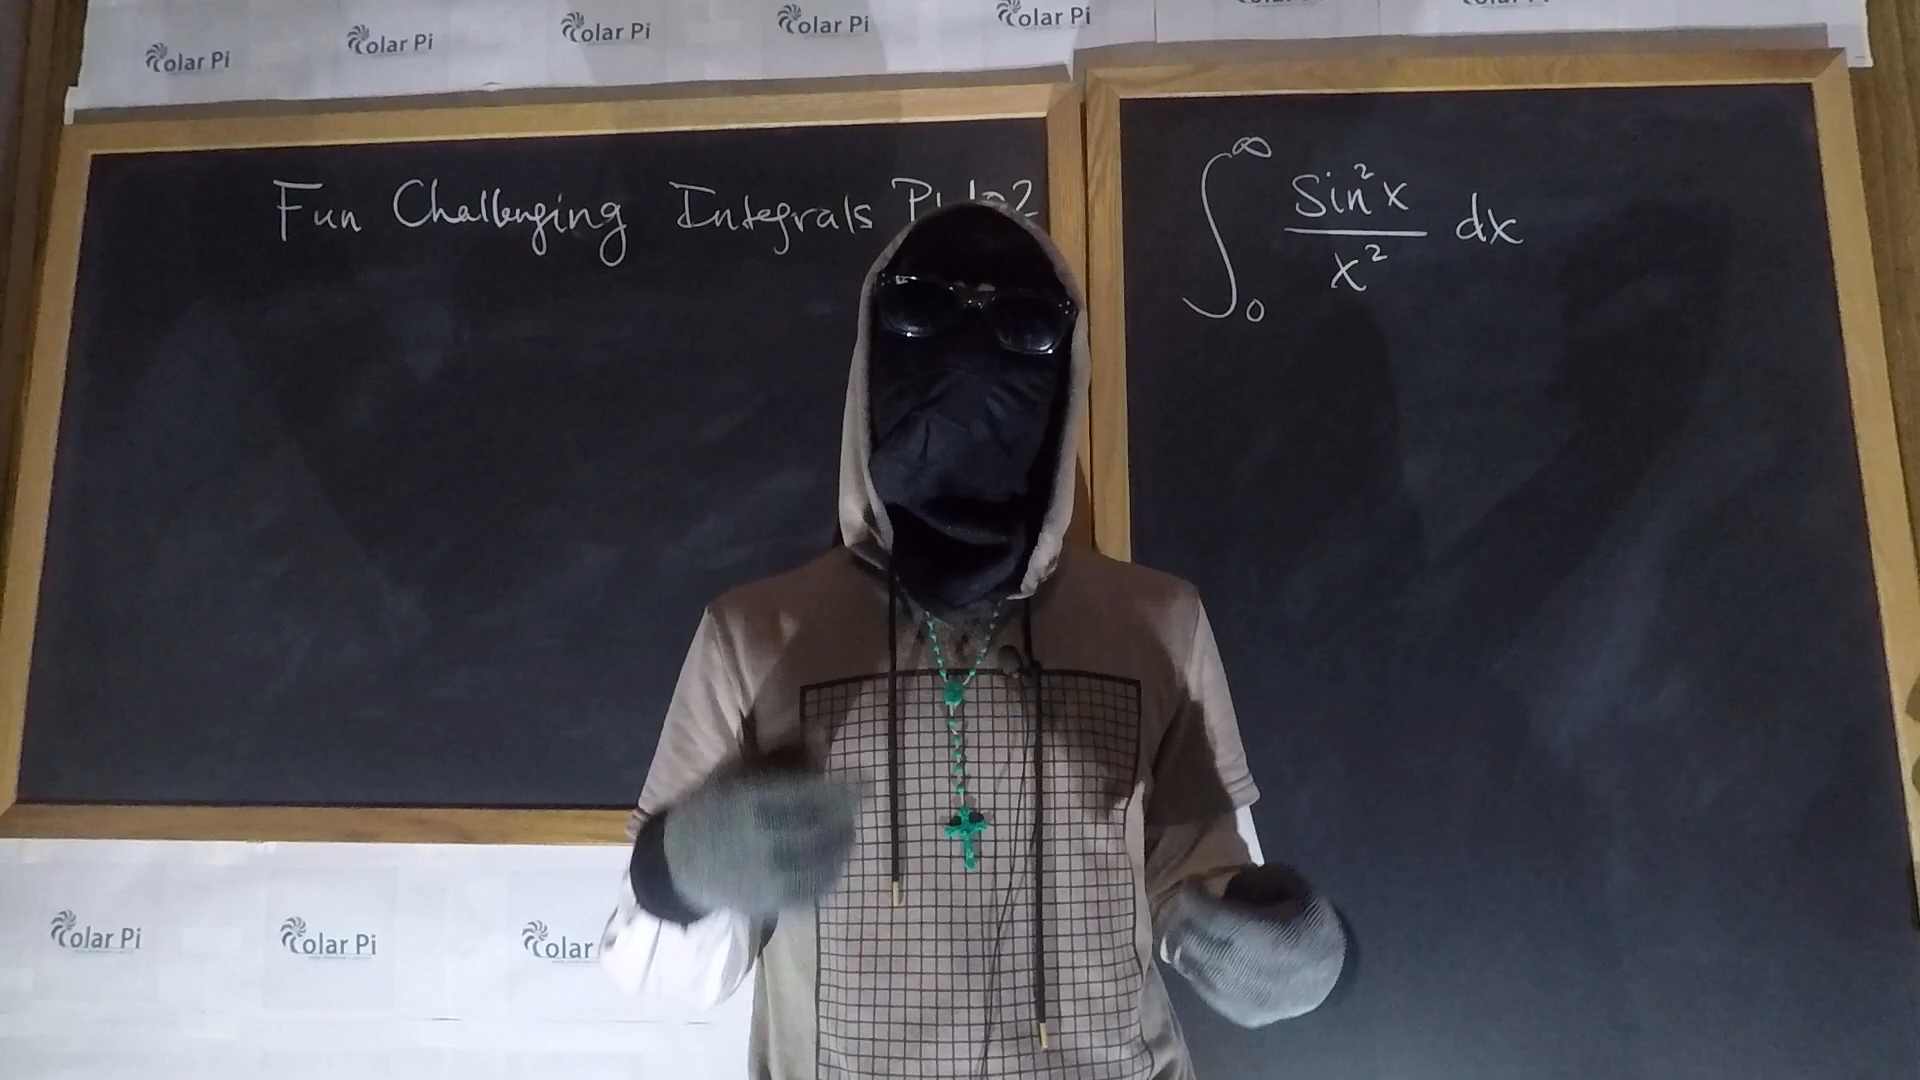 Colar Pi Colar Pi Colar Pi Colar Pi Colar Pi
Fun Challenging Integrals
∫₀^∞ sin²x / x² dx
Colar Pi Colar Pi Colar